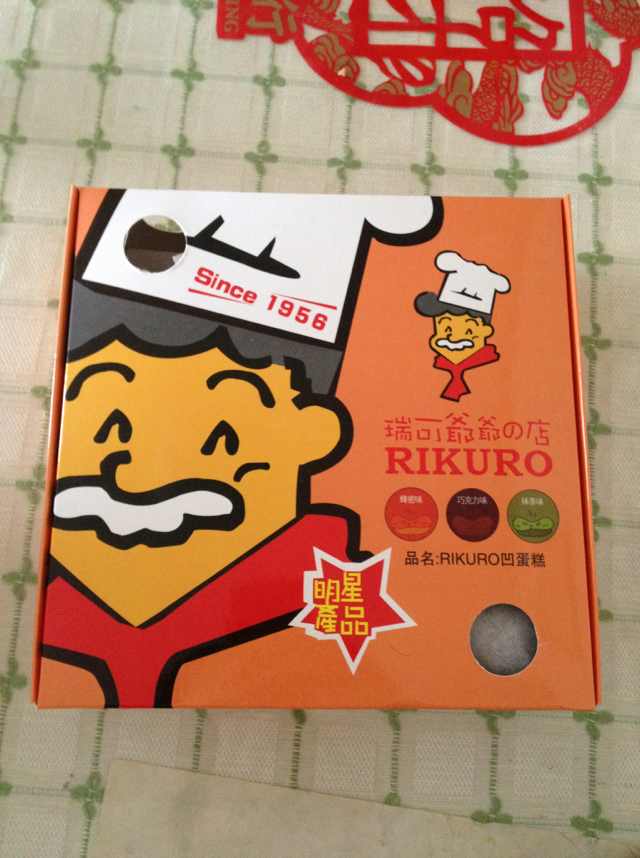 行
Since 1956
瑞可爺爺の店
RIKURO
蜂蜜味
巧克力味
抹茶味
品名:RIKURO凹蛋糕
明星
產品